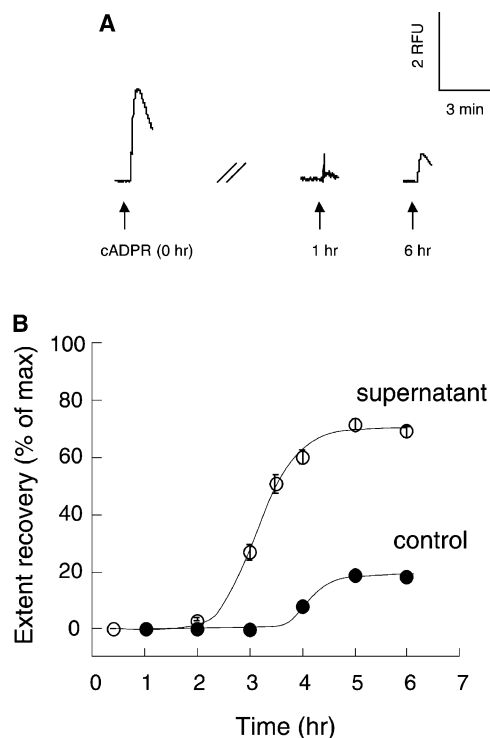 A
2 RFU
3 min
cADPR (0 hr)
1 hr
6 hr
B
Extent recovery (% of max)
100
80
60
40
20
0
supernatant
control
0 1 2 3 4 5 6 7
Time (hr)